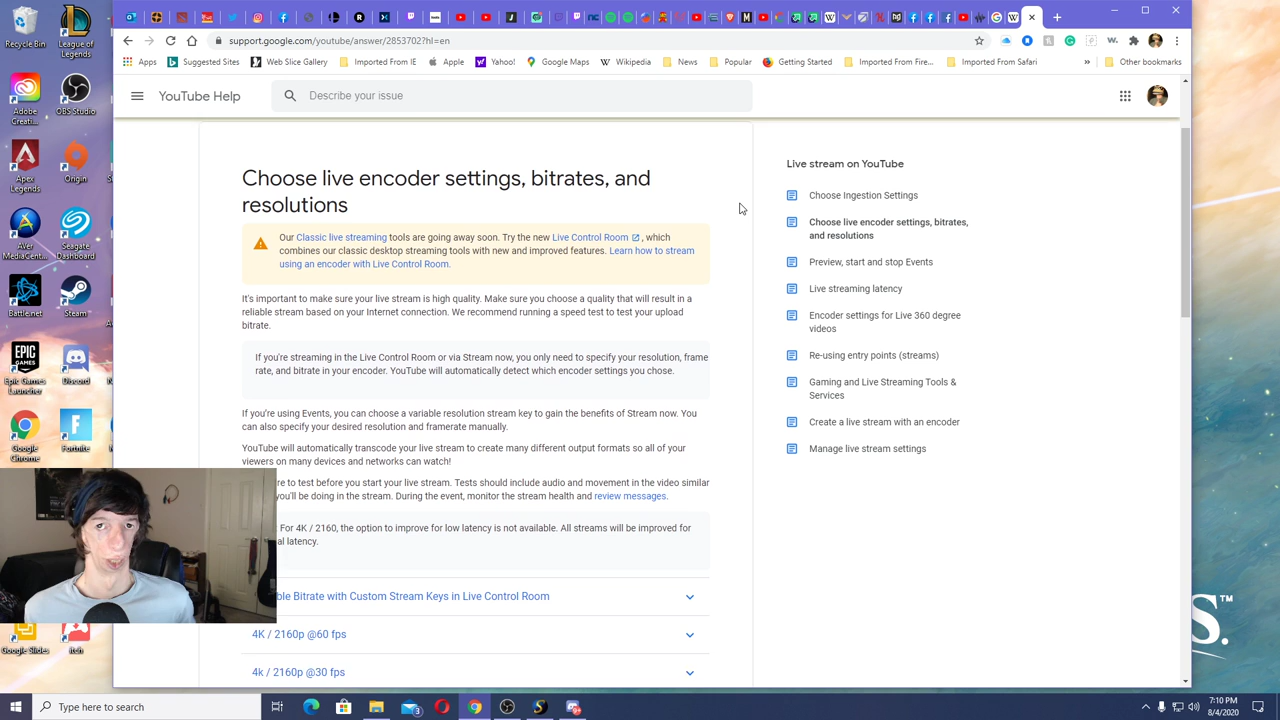 Recycle Bin
League of Legends
Adobe Creati...
OBS Studio
Apex Legends
Origin
AVer MediaCent...
Seagate Dashboard
Battle.net
Steam
Epic Games Launcher
Discord
Google Chrome
Fortnite
Google Slides
itch
support.google.com/youtube/answer/2853702?hl=en
Apps
Suggested Sites
Web Slice Gallery
Imported From IE
Apple
Yahoo!
Google Maps
Wikipedia
News
Popular
Getting Started
Imported From Fire...
Imported From Safari
»
Other bookmarks
YouTube Help
Describe your issue
Choose live encoder settings, bitrates, and
resolutions
Our Classic live streaming tools are going away soon. Try the new Live Control Room , which
combines our classic desktop streaming tools with new and improved features. Learn how to stream
using an encoder with Live Control Room.
It's important to make sure your live stream is high quality. Make sure you choose a quality that will result in a
reliable stream based on your Internet connection. We recommend running a speed test to test your upload
bitrate.
If you're streaming in the Live Control Room or via Stream now, you only need to specify your resolution, frame
rate, and bitrate in your encoder. YouTube will automatically detect which encoder settings you chose.
If you're using Events, you can choose a variable resolution stream key to gain the benefits of Stream now. You
can also specify your desired resolution and framerate manually.
YouTube will automatically transcode your live stream to create many different output formats so all of your
viewers on many devices and networks can watch!
re to test before you start your live stream. Tests should include audio and movement in the video similar
you'll be doing in the stream. During the event, monitor the stream health and review messages.
For 4K / 2160, the option to improve for low latency is not available. All streams will be improved for
al latency.
ble Bitrate with Custom Stream Keys in Live Control Room
4K / 2160p @60 fps
4k / 2160p @30 fps
Live stream on YouTube
Choose Ingestion Settings
Choose live encoder settings, bitrates,
and resolutions
Preview, start and stop Events
Live streaming latency
Encoder settings for Live 360 degree
videos
Re-using entry points (streams)
Gaming and Live Streaming Tools &
Services
Create a live stream with an encoder
Manage live stream settings
S.™
Type here to search
3
7:10 PM
8/4/2020